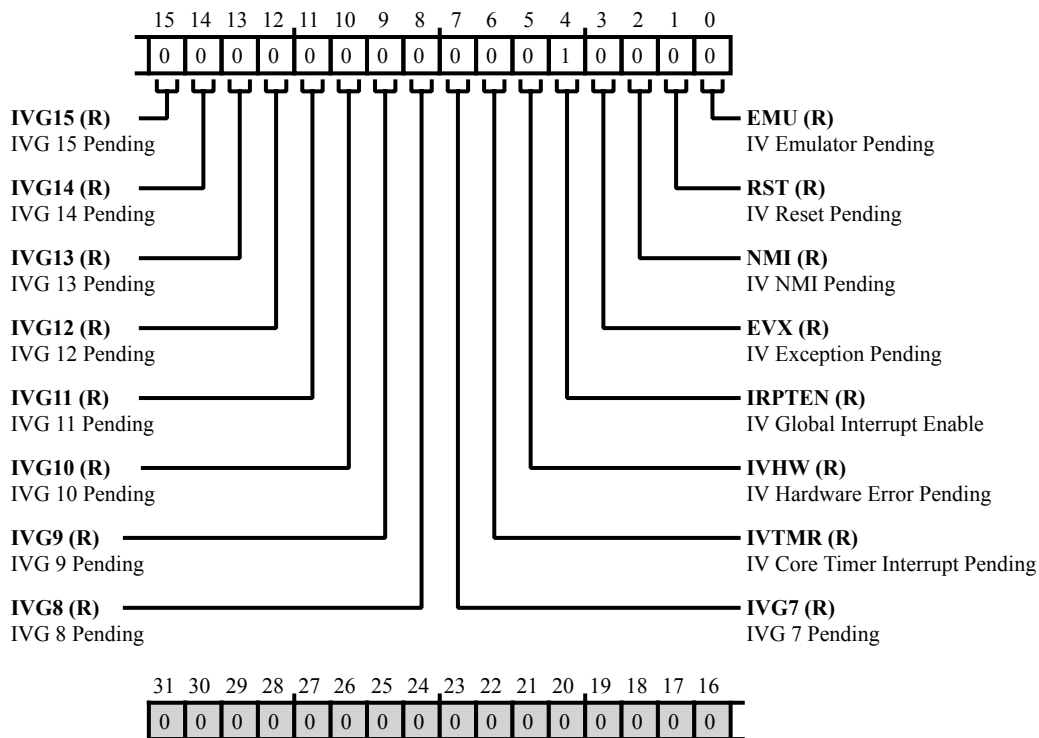 15 14 13 12 11 10 9 8 7 6 5 4 3 2 1 0
0 0 0 0 0 0 0 0 0 0 0 1 0 0 0 0
IVG15 (R)
IVG 15 Pending
EMU (R)
IV Emulator Pending
IVG14 (R)
IVG 14 Pending
RST (R)
IV Reset Pending
IVG13 (R)
IVG 13 Pending
NMI (R)
IV NMI Pending
IVG12 (R)
IVG 12 Pending
EVX (R)
IV Exception Pending
IVG11 (R)
IVG 11 Pending
IRPTEN (R)
IV Global Interrupt Enable
IVG10 (R)
IVG 10 Pending
IVHW (R)
IV Hardware Error Pending
IVG9 (R)
IVG 9 Pending
IVTMR (R)
IV Core Timer Interrupt Pending
IVG8 (R)
IVG 8 Pending
IVG7 (R)
IVG 7 Pending
31 30 29 28 27 26 25 24 23 22 21 20 19 18 17 16
0 0 0 0 0 0 0 0 0 0 0 0 0 0 0 0